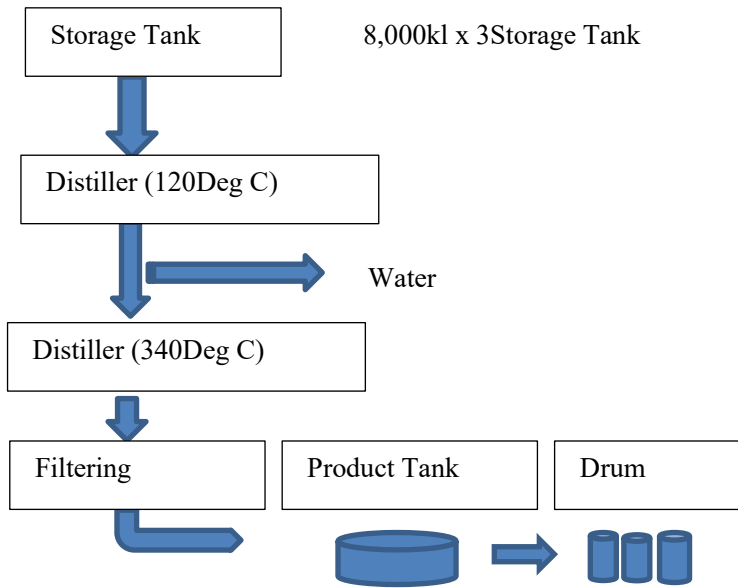 Storage Tank
8,000kl x 3Storage Tank
Distiller (120Deg C)
Water
Distiller (340Deg C)
Filtering
Product Tank
Drum